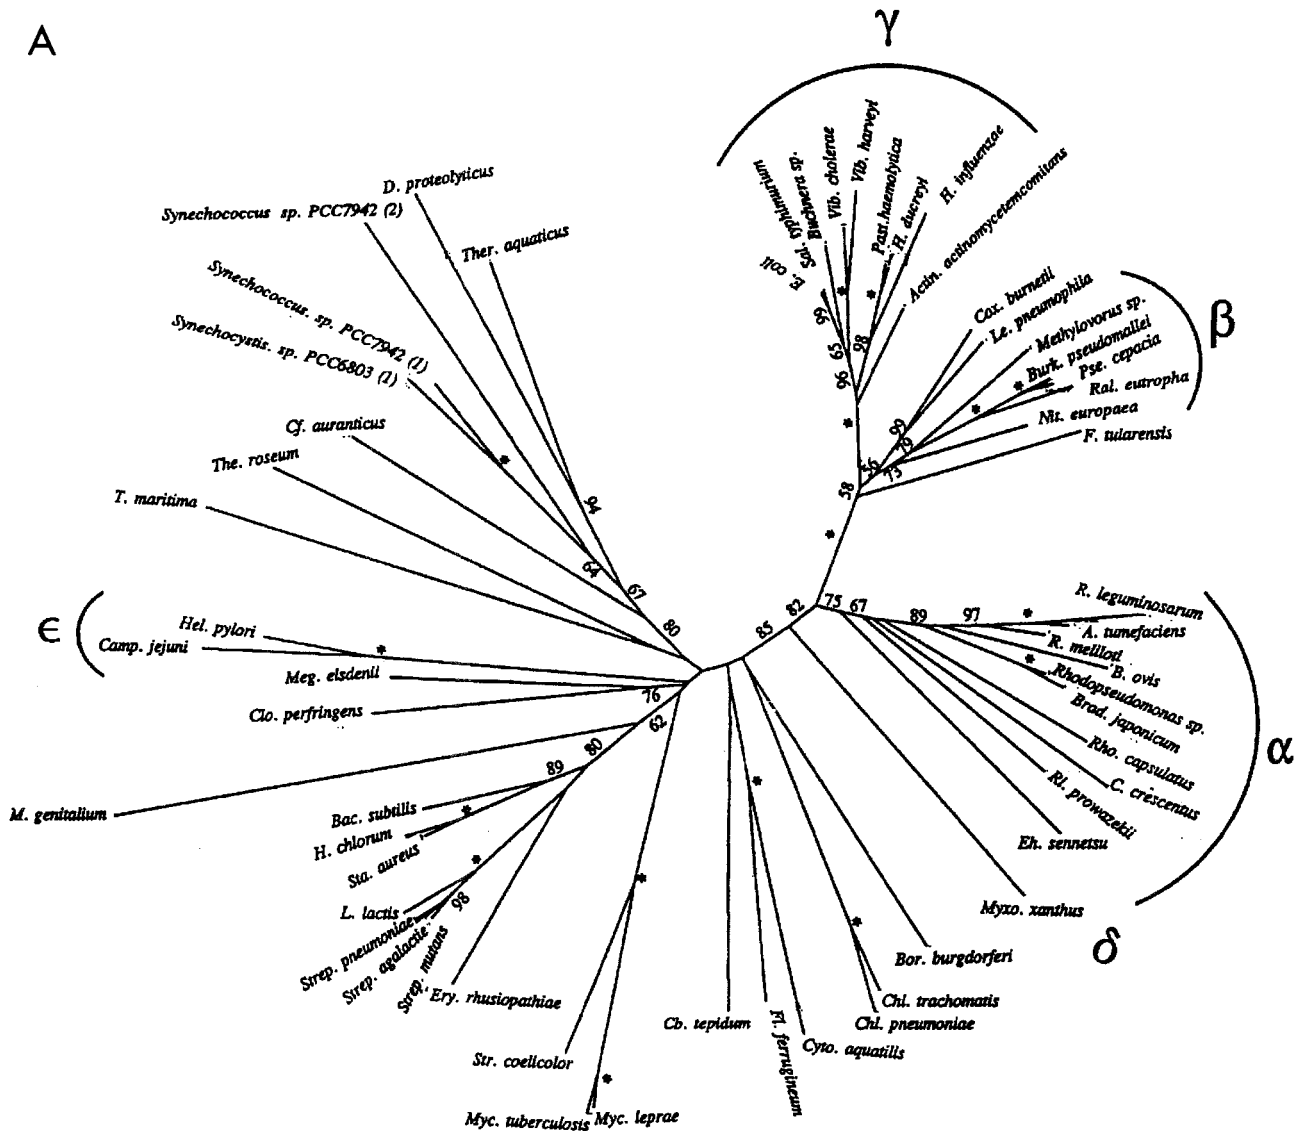 A
γ
D. proteolyticus
Synechococcus sp. PCC7942 (2)
Ther. aquaticus
Synechococcus. sp. PCC7942 (1)
Synechocystis. sp. PCC6803 (1)
Cf. auranticus
The. roseum
T. maritima
*
94
64
67
80
E. coli
Sal. typhimurium
Buchnera sp.
Vib. cholerae
Vib. harveyi
Past. haemolytica
H. ducreyi
H. influenzae
Actin. actinomycetemcomitans
*
*
99
65
98
96
*
Cox. burnetii
Le. pneumophila
Methylovorus sp.
Burk. pseudomallei
Pse. cepacia
Ral. eutropha
Nit. europaea
F. tularensis
β
*
*
99
79
56
73
58
*
ϵ
Hel. pylori
Camp. jejuni
*
Meg. elsdenii
Clo. perfringens
76
62
M. genitalium
80
89
Bac. subtilis
H. chlorum
Sta. aureus
*
*
98
L. lactis
Strep. pneumoniae
Strep. agalactie
Strep. mutans
Ery. rhusiopathiae
82
85
75
67
89
97
*
R. leguminosarum
A. tumefaciens
R. meliloti
B. ovis
*
Rhodopseudomonas sp.
Brad. japonicum
Rho. capsulatus
C. crescentus
Ri. prowazekii
Eh. sennetsu
α
Myxo. xanthus
δ
Bor. burgdorferi
*
Chl. trachomatis
Chl. pneumoniae
*
Cyto. aquatilis
Fl. ferrugineum
Cb. tepidum
*
Str. coelicolor
*
Myc. tuberculosis
Myc. leprae